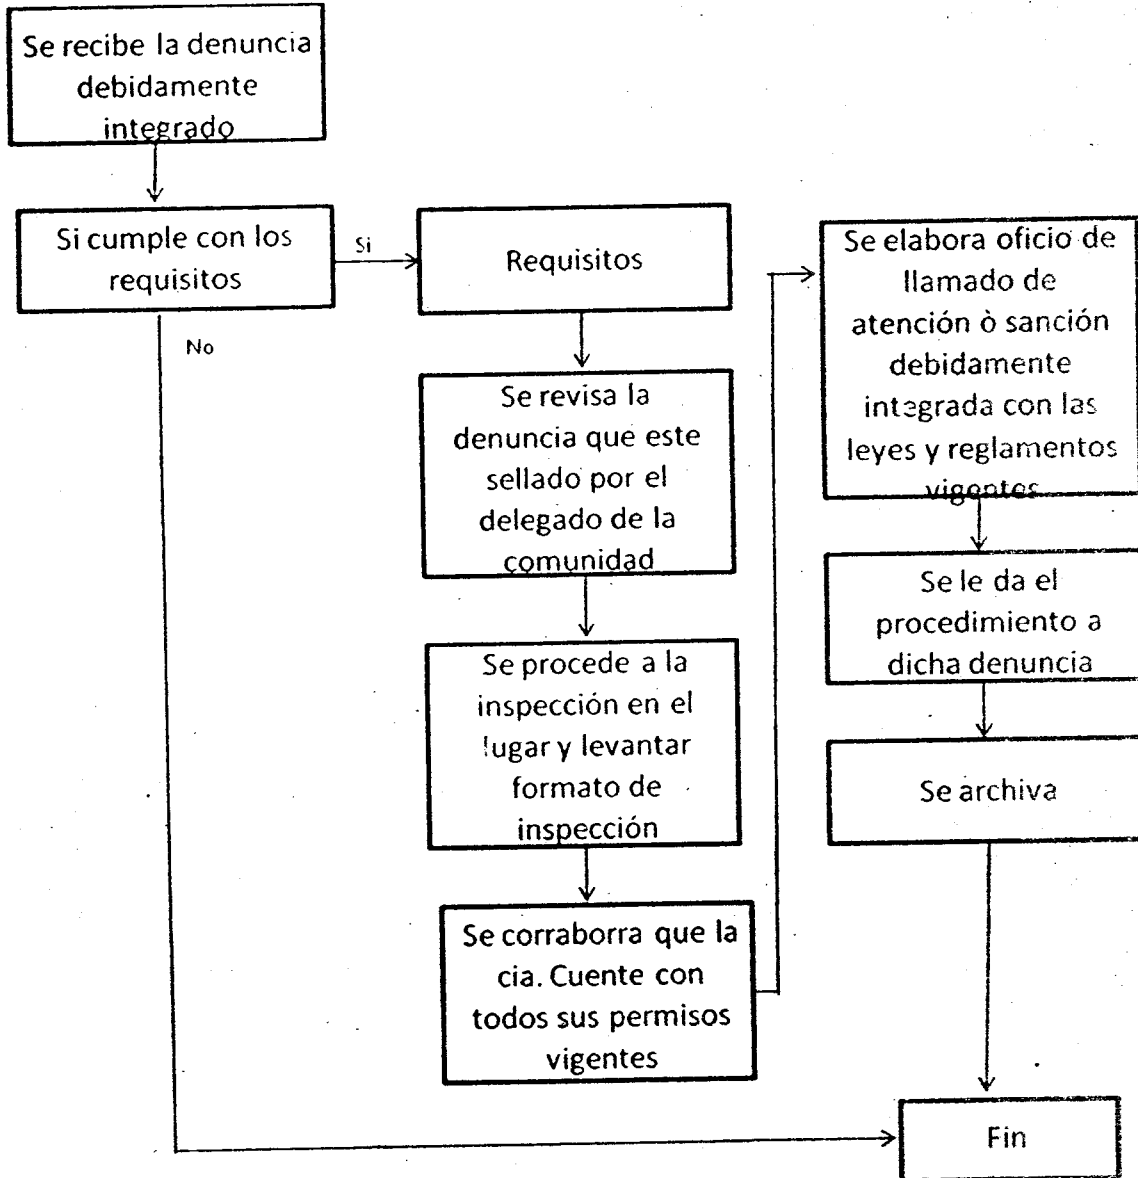 Se recibe la denuncia
debidamente
integrado
Si cumple con los
requisitos
Si
No
Requisitos
Se revisa la
denuncia que este
sellado por el
delegado de la
comunidad
Se procede a la
inspección en el
lugar y levantar
formato de
inspección
Se corraborra que la
cia. Cuente con
todos sus permisos
vigentes
Se elabora oficio de
llamado de
atención ò sanción
debidamente
integrada con las
leyes y reglamentos
vigentes
Se le da el
procedimiento a
dicha denuncia
Se archiva
Fin